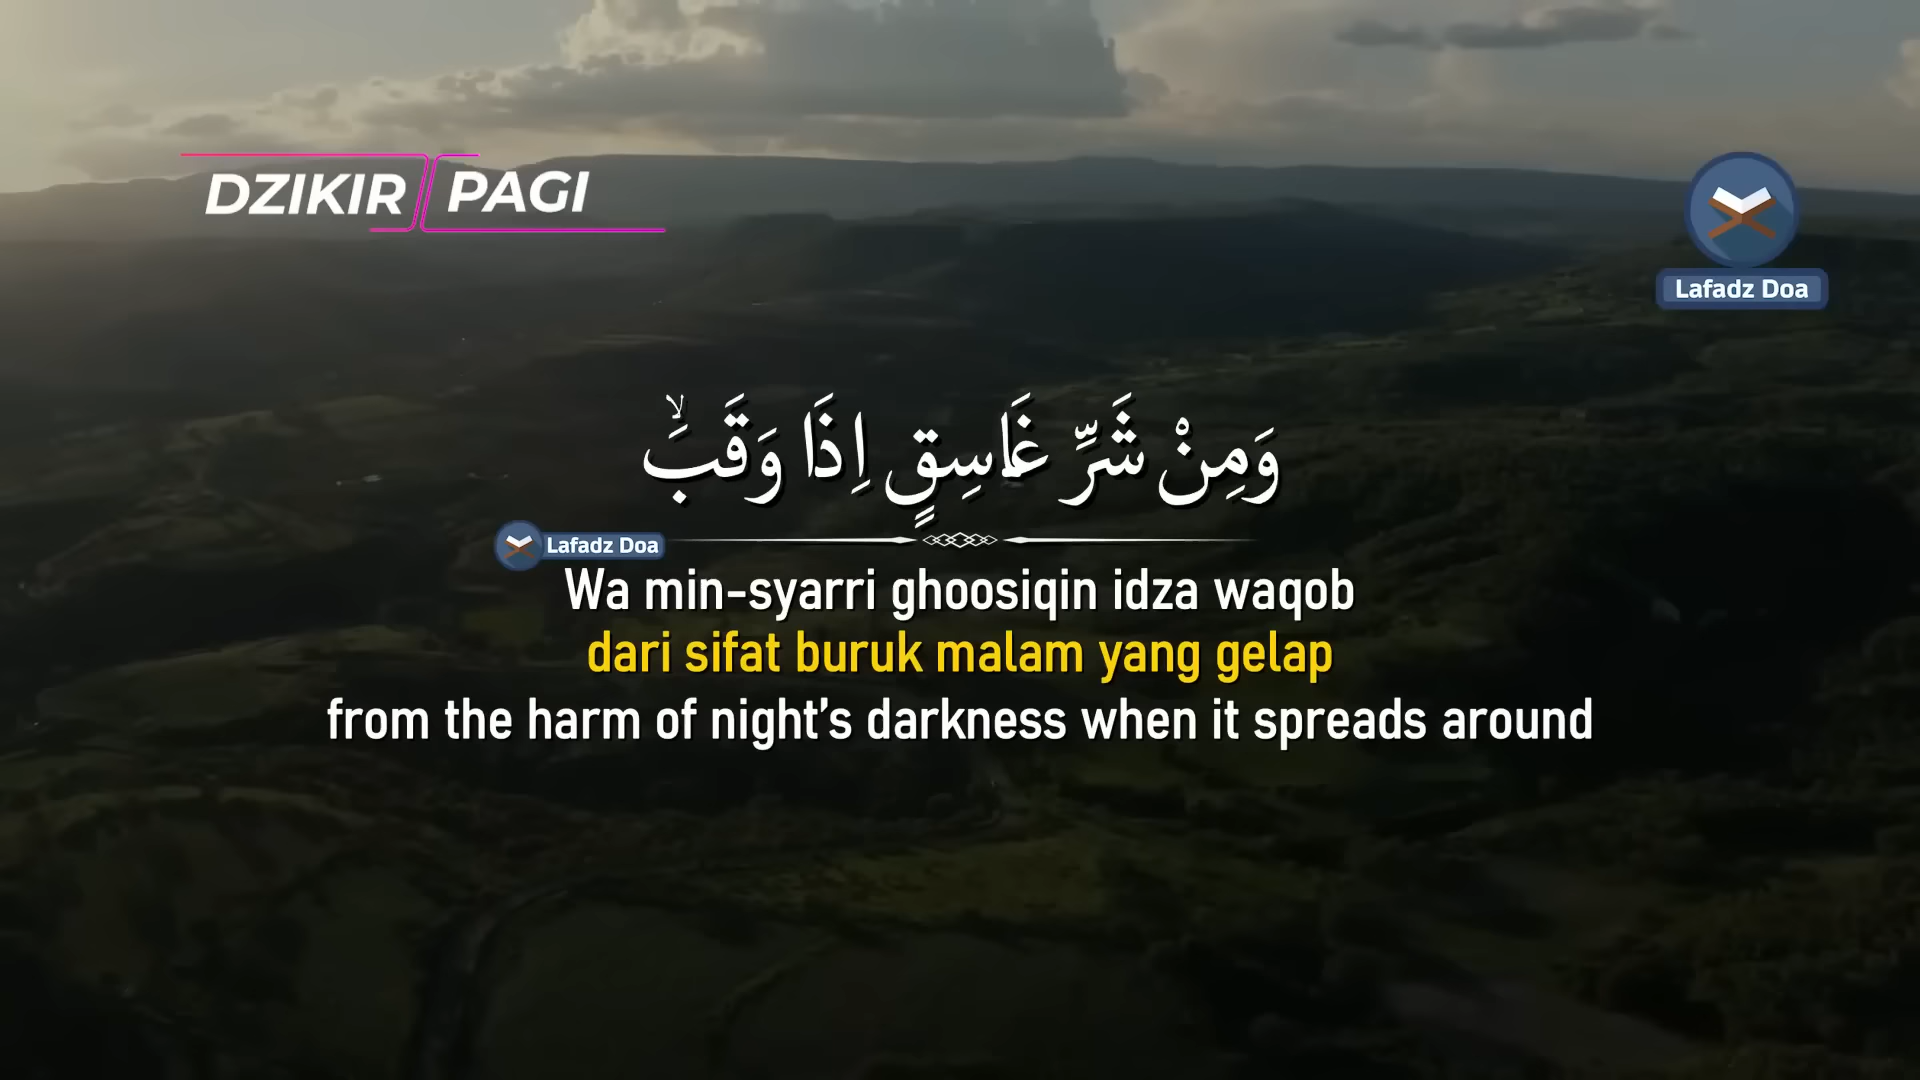 DZIKIR PAGI
Lafadz Doa
وَمِنْ شَرِّ غَاسِقٍ اِذَا وَقَبَۙ
Lafadz Doa
Wa min-syarri ghoosiqin idza waqob
dari sifat buruk malam yang gelap
from the harm of night’s darkness when it spreads around